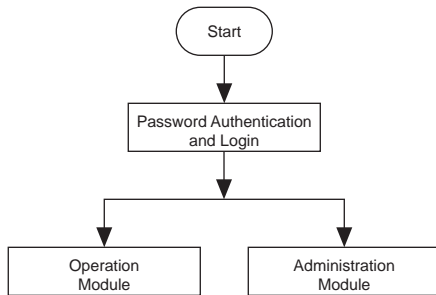 Start
Password Authentication
and Login
Operation
Module
Administration
Module